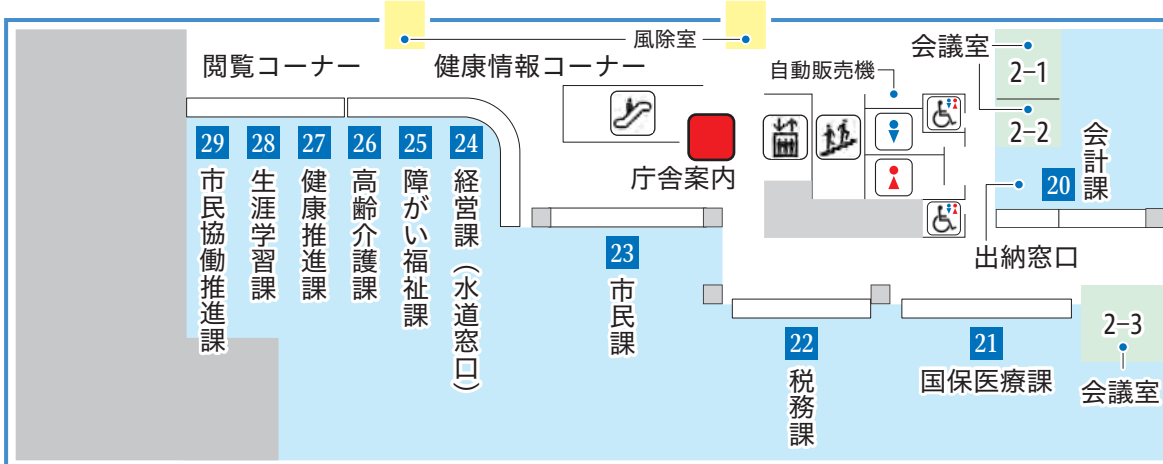 風除室
会議室
2-1
閲覧コーナー
健康情報コーナー
自動販売機
2-2
29 市民協働推進課
28 生涯学習課
27 健康推進課
26 高齢介護課
25 障がい福祉課
24 経営課（水道窓口）
庁舎案内
20 会計課
出納窓口
23 市民課
22 税務課
21 国保医療課
2-3
会議室